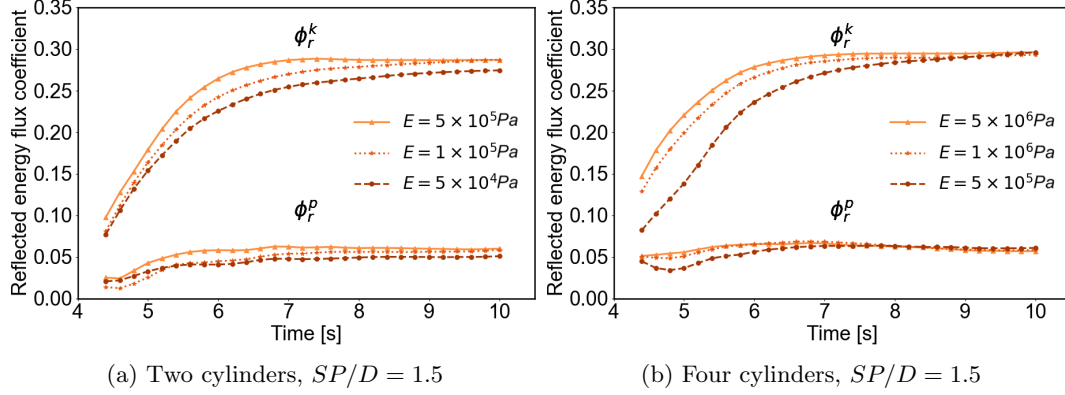 Reflected energy flux coefficient
0.35
0.30
0.25
0.20
0.15
0.10
0.05
0.00
ϕ_r^k
E = 5 × 10^5 Pa
E = 1 × 10^5 Pa
E = 5 × 10^4 Pa
ϕ_r^p
4 5 6 7 8 9 10
Time [s]
(a) Two cylinders, SP/D = 1.5
Reflected energy flux coefficient
0.35
0.30
0.25
0.20
0.15
0.10
0.05
0.00
ϕ_r^k
E = 5 × 10^6 Pa
E = 1 × 10^6 Pa
E = 5 × 10^5 Pa
ϕ_r^p
4 5 6 7 8 9 10
Time [s]
(b) Four cylinders, SP/D = 1.5